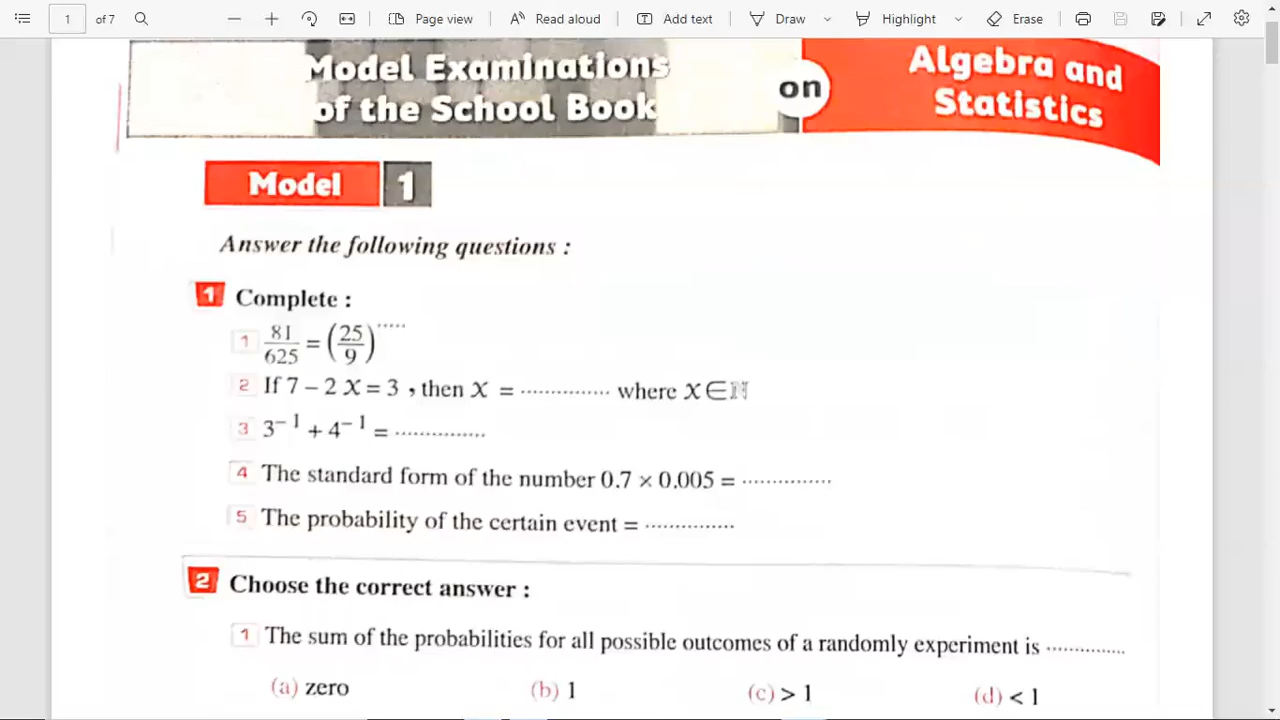 1 of 7 Page view Read aloud Add text Draw Highlight Erase
Model Examinations
of the School Book
on
Algebra and
Statistics
Model 1
Answer the following questions :
1 Complete :
1 81/625 = (25/9)^.....
2 If 7 – 2 X = 3 , then X = ............... where X ∈ ℕ
3 3^– 1 + 4^– 1 = ...............
4 The standard form of the number 0.7 × 0.005 = ...............
5 The probability of the certain event = ...............
2 Choose the correct answer :
1 The sum of the probabilities for all possible outcomes of a randomly experiment is ...............
(a) zero (b) 1 (c) > 1 (d) < 1